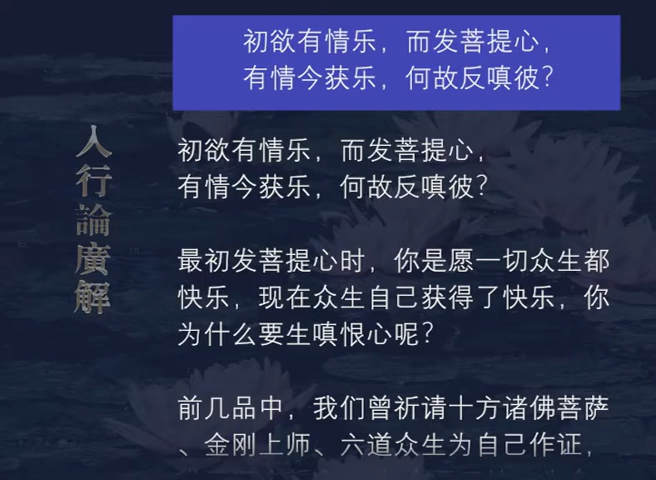 初欲有情乐，而发菩提心，
有情今获乐，何故反嗔彼？
入行論廣解
初欲有情乐，而发菩提心，
有情今获乐，何故反嗔彼？
最初发菩提心时，你是愿一切众生都
快乐，现在众生自己获得了快乐，你
为什么要生嗔恨心呢？
前几品中，我们曾祈请十方诸佛菩萨
、金刚上师、六道众生为自己作证，